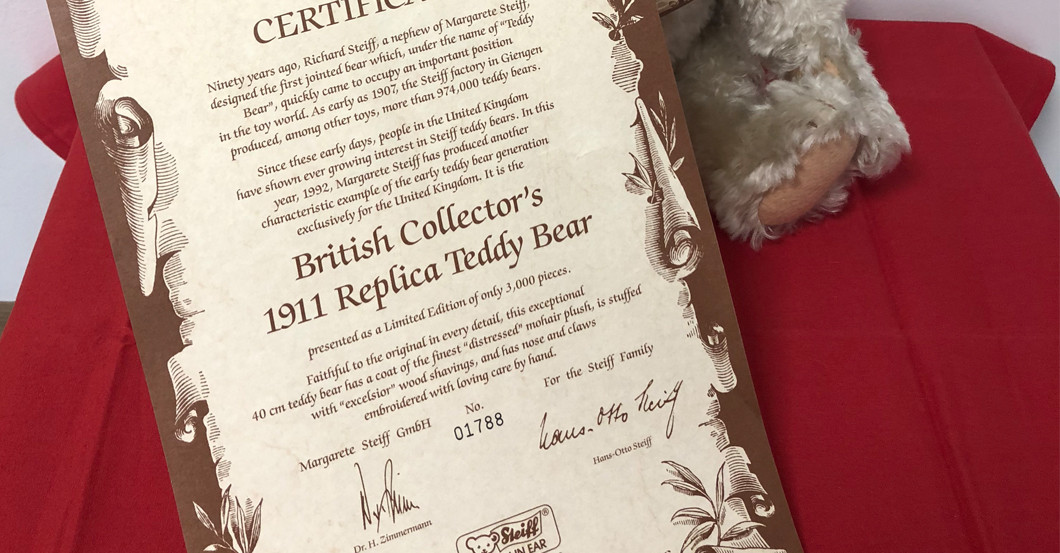 CERTIFICA
Ninety years ago, Richard Steiff, a nephew of Margarete Steiff,
designed the first jointed bear which, under the name of "Teddy
Bear", quickly came to occupy an important position
in the toy world. As early as 1907, the Steiff factory in Giengen
produced, among other toys, more than 974,000 teddy bears.
Since these early days, people in the United Kingdom
have shown ever growing interest in Steiff teddy bears. In this
year, 1992, Margarete Steiff has produced another
characteristic example of the early teddy bear generation
exclusively for the United Kingdom. It is the
British Collector's
1911 Replica Teddy Bear
presented as a Limited Edition of only 3,000 pieces.
Faithful to the original in every detail, this exceptional
40 cm teddy bear has a coat of the finest "distressed" mohair plush, is stuffed
with "excelsior" wood shavings, and has nose and claws
embroidered with loving care by hand.
For the Steiff Family
Margarete Steiff GmbH
No.
01788
Hans-Otto Steiff
Hans-Otto Steiff
Dr. H. Zimmermann
Steiff®
IN EAR